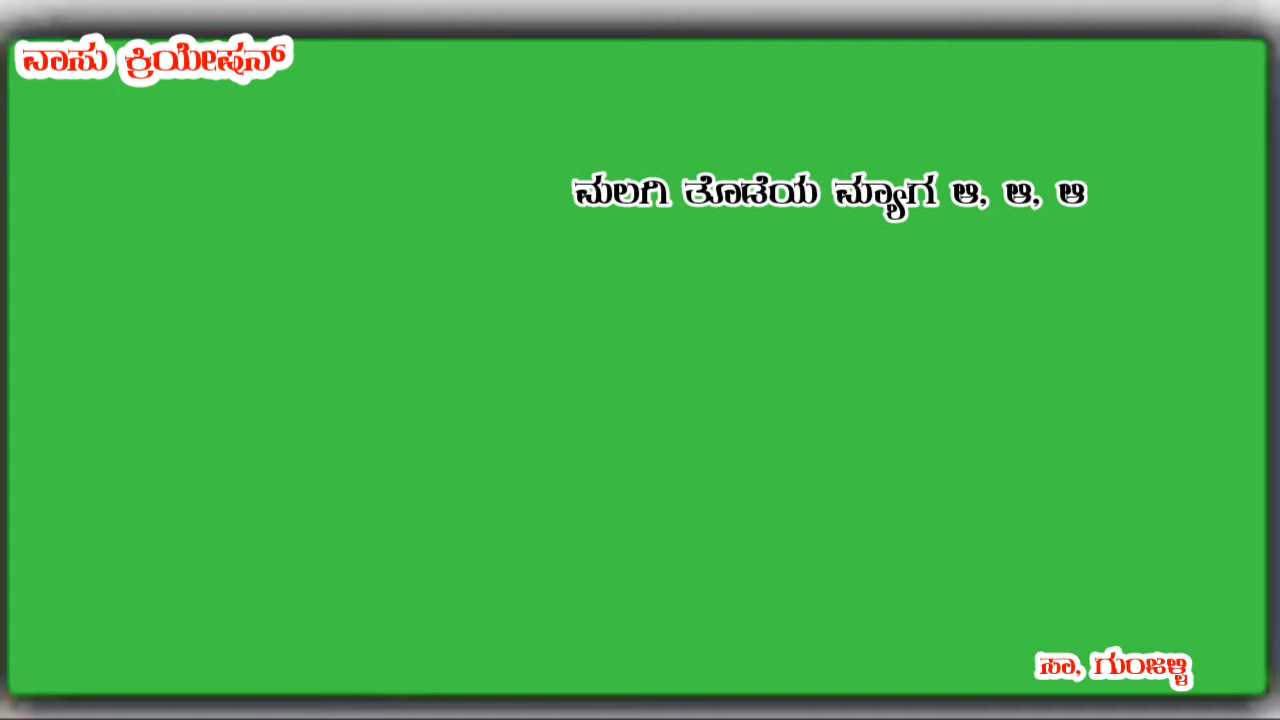 ವಾಸು ಕ್ರಿಯೇಷನ್
ಮಲಗಿ ತೊಡೆಯ ಮ್ಯಾಗ ಆ, ಆ, ಆ
ಸಾ, ಗುಂಜಳ್ಳಿ